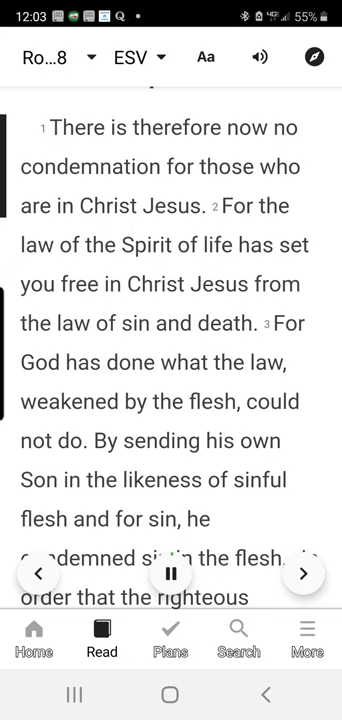 12:03
55%
Ro...8 ESV Aa
1 There is therefore now no
condemnation for those who
are in Christ Jesus. 2 For the
law of the Spirit of life has set
you free in Christ Jesus from
the law of sin and death. 3 For
God has done what the law,
weakened by the flesh, could
not do. By sending his own
Son in the likeness of sinful
flesh and for sin, he
in the flesh,
order that the righteous
Home Read Plans Search More